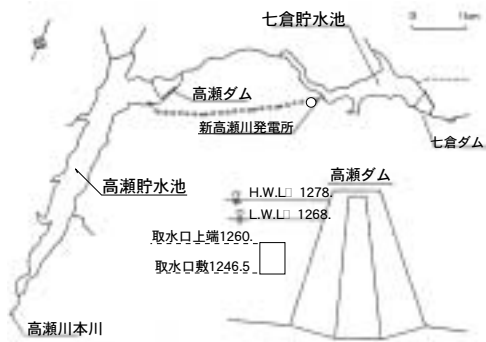 七倉貯水池
0 1km
高瀬ダム
新高瀬川発電所
七倉ダム
高瀬貯水池
高瀬ダム
H.W.L□ 1278.
L.W.L□ 1268.
取水口上端1260.
取水口敷1246.5
高瀬川本川